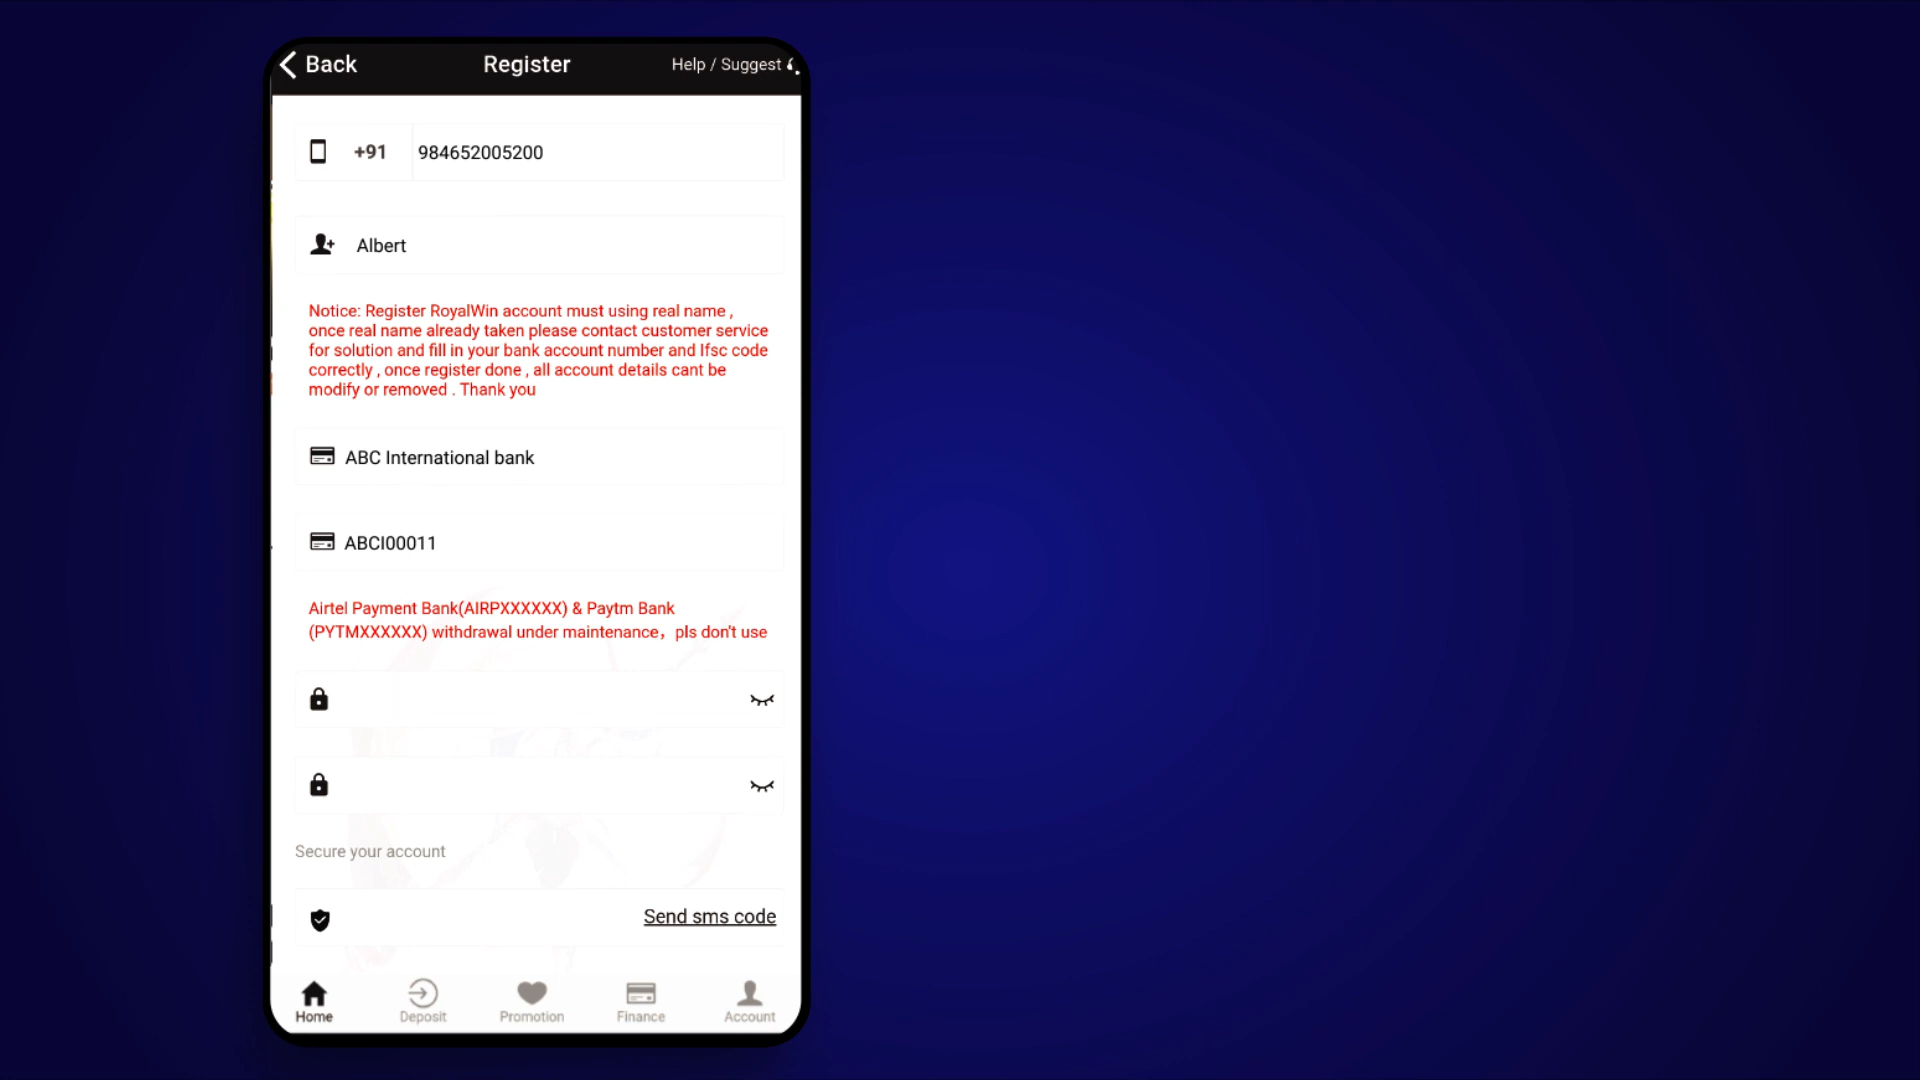 Back
Register
Help / Suggest
+91
984652005200
Albert
Notice: Register RoyalWin account must using real name ,
once real name already taken please contact customer service
for solution and fill in your bank account number and Ifsc code
correctly , once register done , all account details cant be
modify or removed . Thank you
ABC International bank
ABCI00011
Airtel Payment Bank(AIRPXXXXXX) & Paytm Bank
(PYTMXXXXXX) withdrawal under maintenance，pls don't use
Secure your account
Send sms code
Home
Deposit
Promotion
Finance
Account